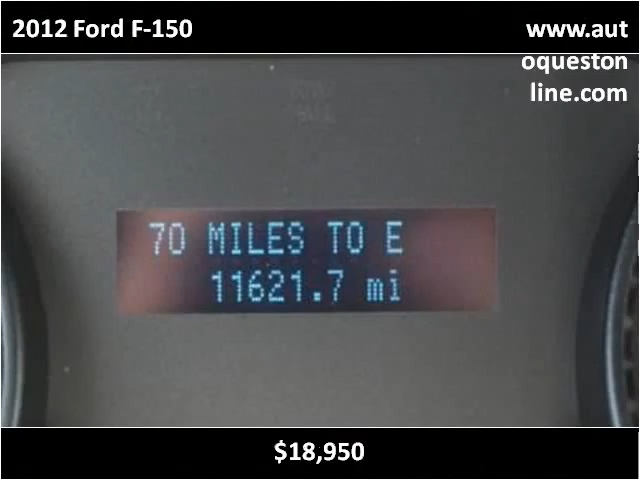 2012 Ford F-150
www.aut
oqueston
line.com
70 MILES TO E
11621.7 mi
$18,950